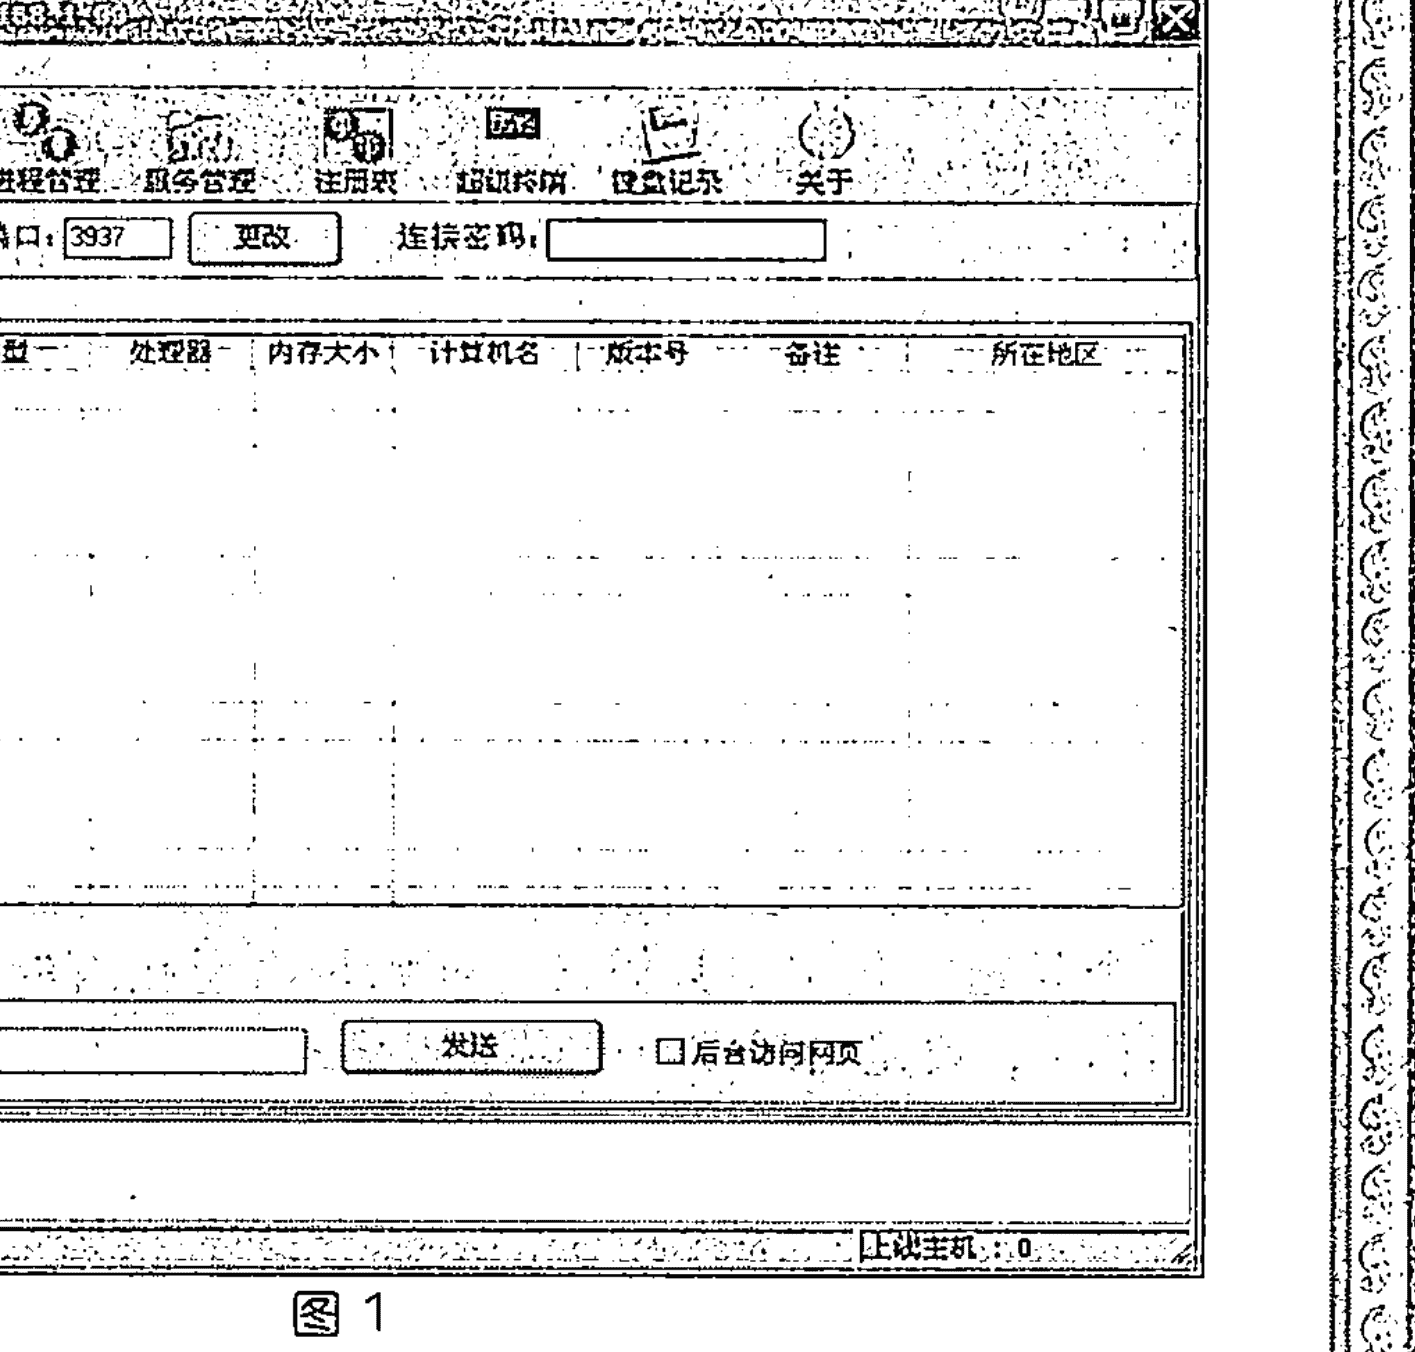 进程管理 服务管理 注册表 超级终端 键盘记录 关于
端口: 3937 更改 连接密码:
型 处理器 内存大小 计算机名 版本号 备注 所在地区
发送 后台访问网页
上线主机 : 0
图 1